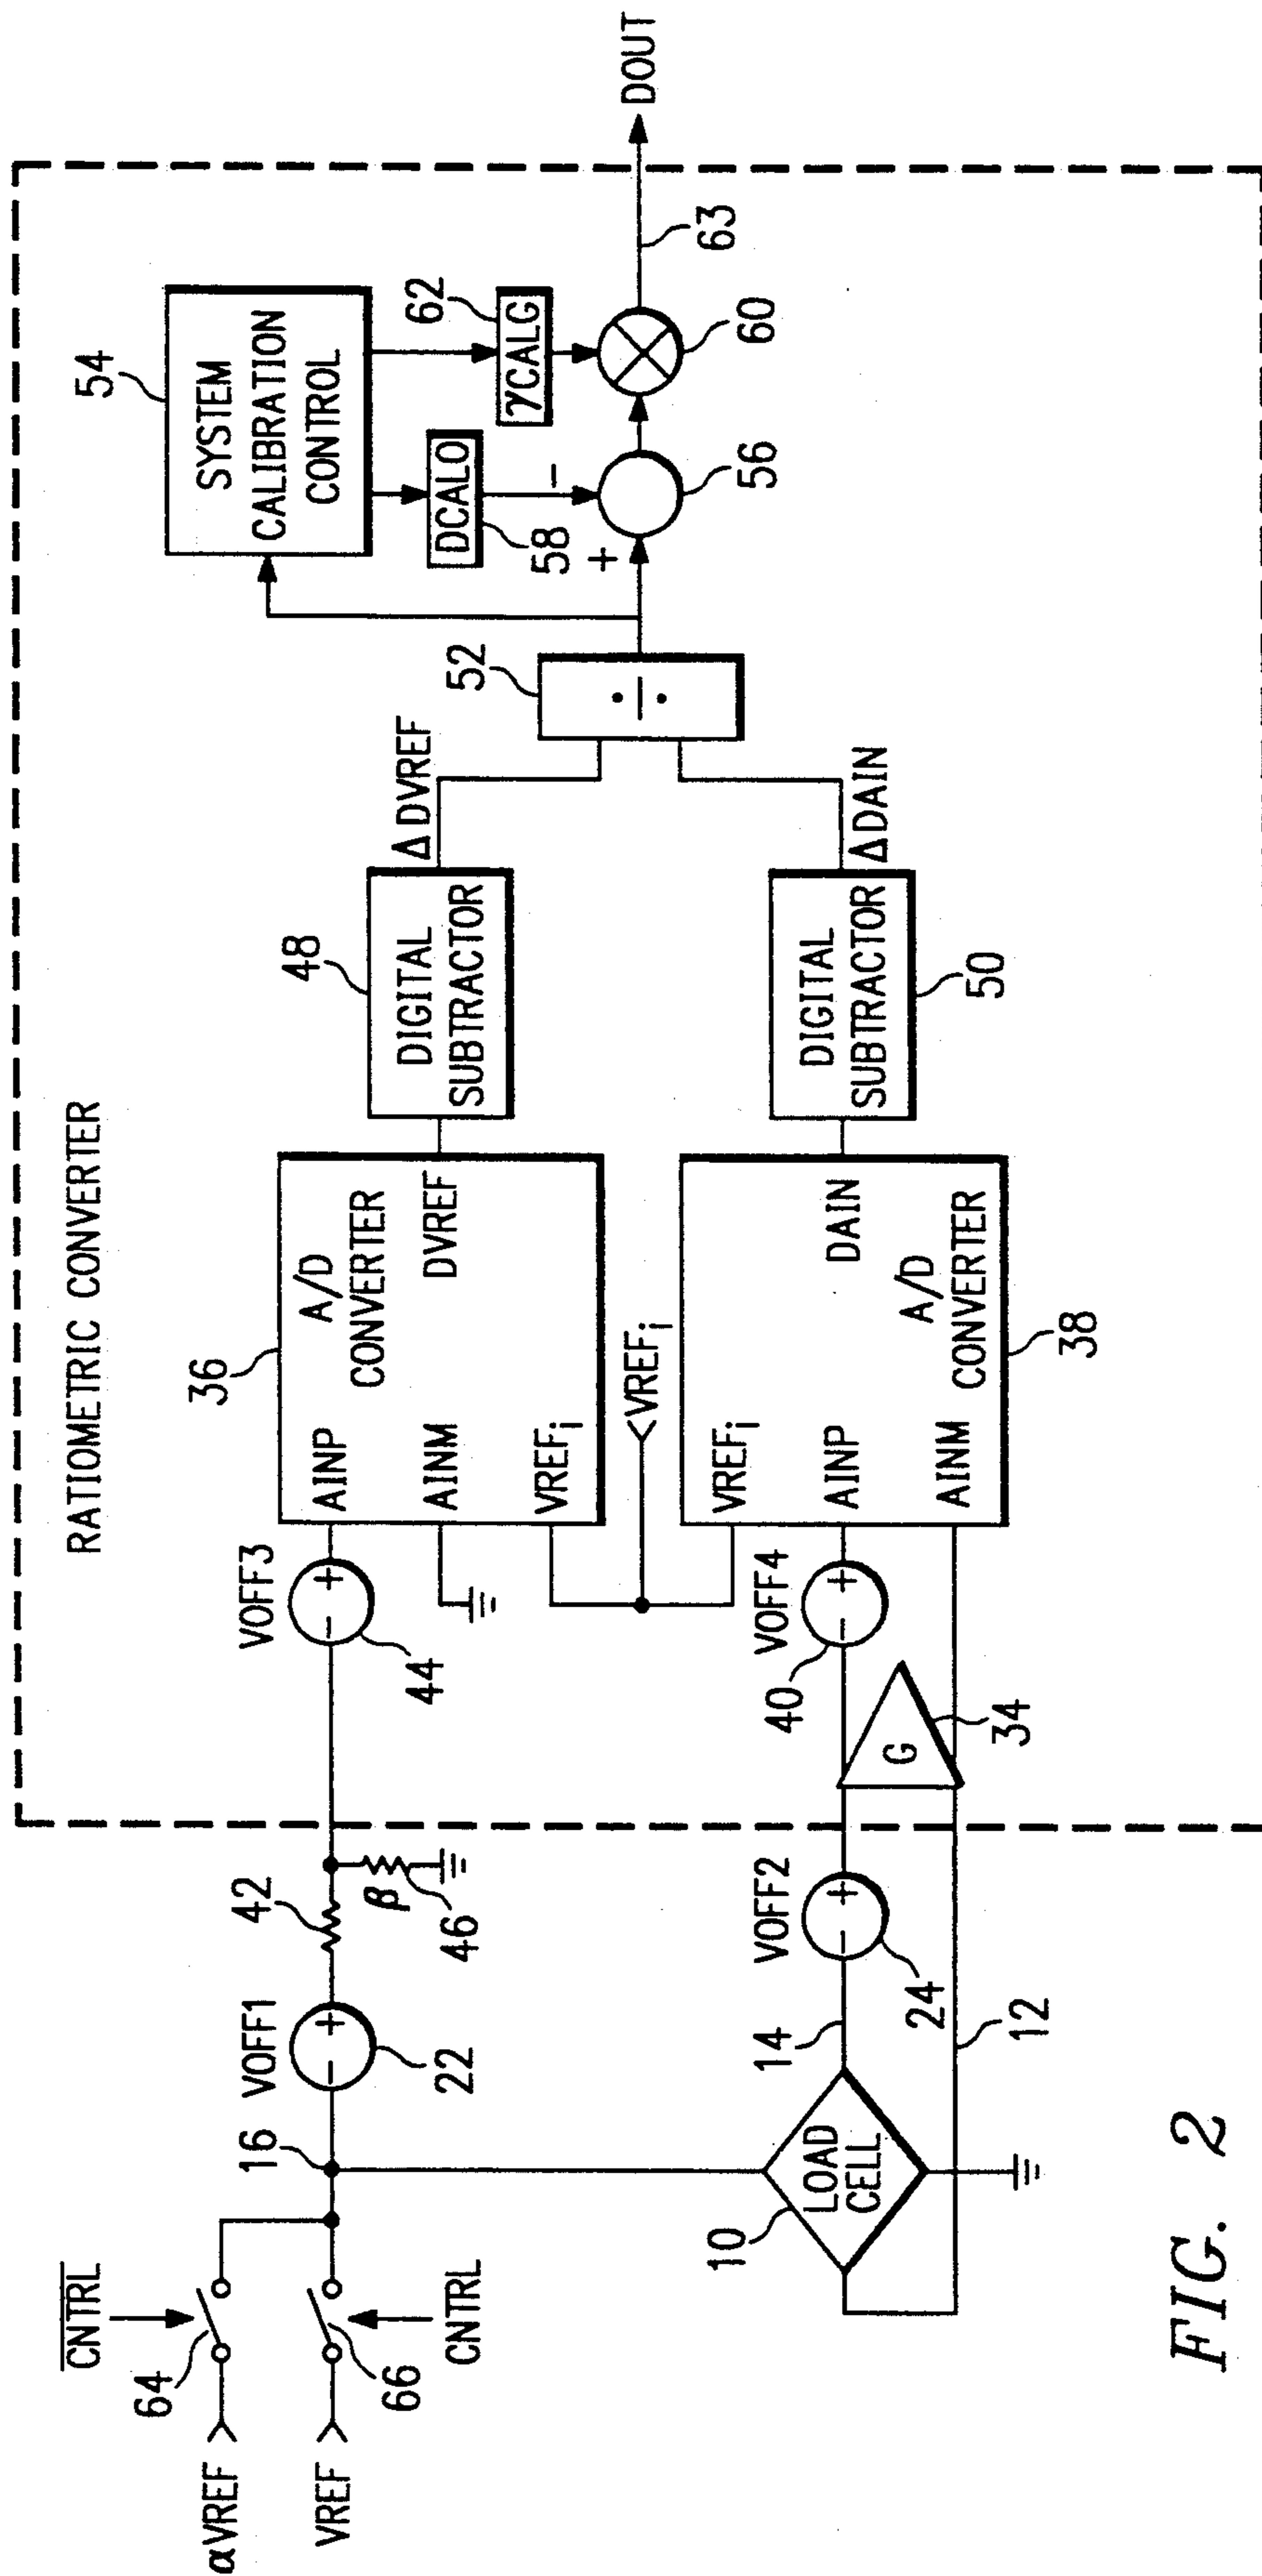 RATIOMETRIC CONVERTER
54
SYSTEM
CALIBRATION
CONTROL
62
γCALG
DCALO
58
−
+
56
60
63
DOUT
52
÷
Δ DVREF
Δ DAIN
48
DIGITAL
SUBTRACTOR
DIGITAL
SUBTRACTOR
50
36
A/D
CONVERTER
AINP
AINM
VREFi
DVREF
VREFi
VREFi
AINP
AINM
DAIN
A/D
CONVERTER
38
VOFF3
− +
44
VOFF4
− +
40
G
34
42
β
46
VOFF1
− +
22
16
VOFF2
− +
24
14
12
10
LOAD
CELL
CNTRL
64
αVREF
VREF
66
CNTRL
FIG. 2